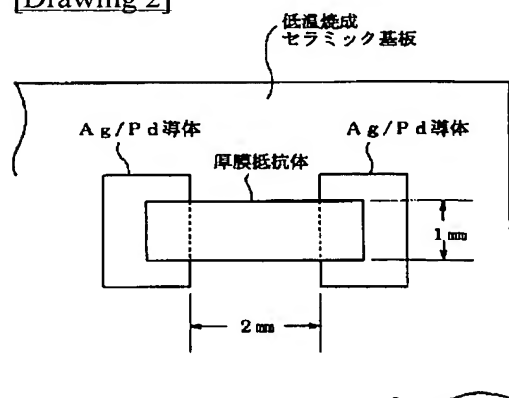 [Drawing 2]
低温焼成
セラミック基板
Ag/Pd導体
Ag/Pd導体
厚膜抵抗体
1mm
2mm